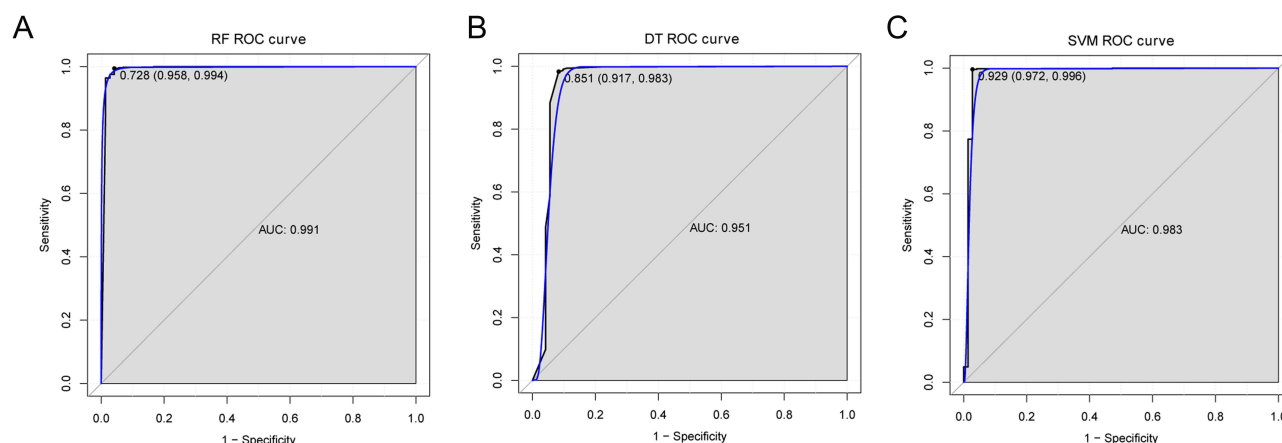 A
RF ROC curve
0.728 (0.958, 0.994)
AUC: 0.991
Sensitivity
0.0 0.2 0.4 0.6 0.8 1.0
0.0 0.2 0.4 0.6 0.8 1.0
1 − Specificity
B
DT ROC curve
0.851 (0.917, 0.983)
AUC: 0.951
Sensitivity
0.0 0.2 0.4 0.6 0.8 1.0
0.0 0.2 0.4 0.6 0.8 1.0
1 − Specificity
C
SVM ROC curve
0.929 (0.972, 0.996)
AUC: 0.983
Sensitivity
0.0 0.2 0.4 0.6 0.8 1.0
0.0 0.2 0.4 0.6 0.8 1.0
1 − Specificity